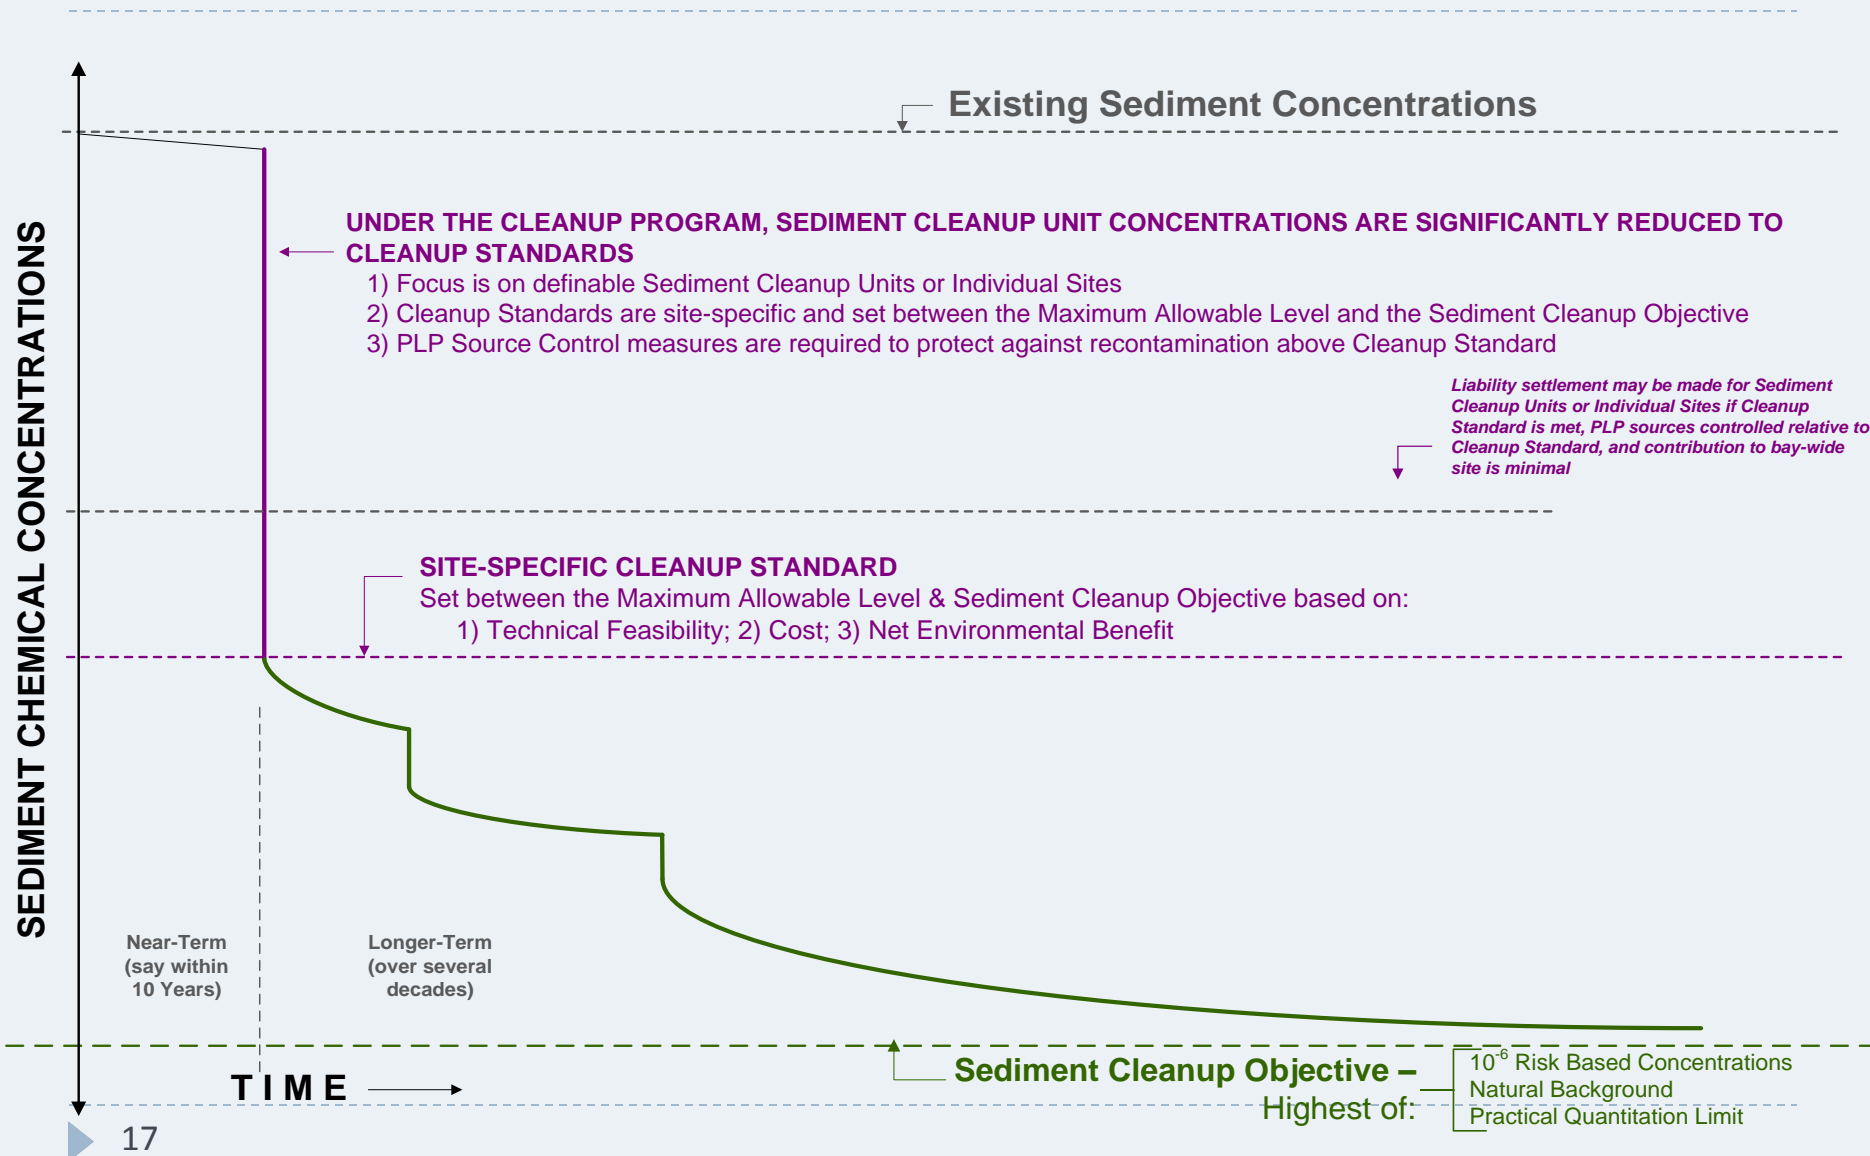 Existing Sediment Concentrations
UNDER THE CLEANUP PROGRAM, SEDIMENT CLEANUP UNIT CONCENTRATIONS ARE SIGNIFICANTLY REDUCED TO
CLEANUP STANDARDS
1) Focus is on definable Sediment Cleanup Units or Individual Sites
2) Cleanup Standards are site-specific and set between the Maximum Allowable Level and the Sediment Cleanup Objective
3) PLP Source Control measures are required to protect against recontamination above Cleanup Standard
Liability settlement may be made for Sediment
Cleanup Units or Individual Sites if Cleanup
Standard is met, PLP sources controlled relative to
Cleanup Standard, and contribution to bay-wide
site is minimal
SITE-SPECIFIC CLEANUP STANDARD
Set between the Maximum Allowable Level & Sediment Cleanup Objective based on:
1) Technical Feasibility; 2) Cost; 3) Net Environmental Benefit
SEDIMENT CHEMICAL CONCENTRATIONS
Near-Term
(say within
10 Years)
Longer-Term
(over several
decades)
TIME
Sediment Cleanup Objective –
Highest of:
10⁻⁶ Risk Based Concentrations
Natural Background
Practical Quantitation Limit
17